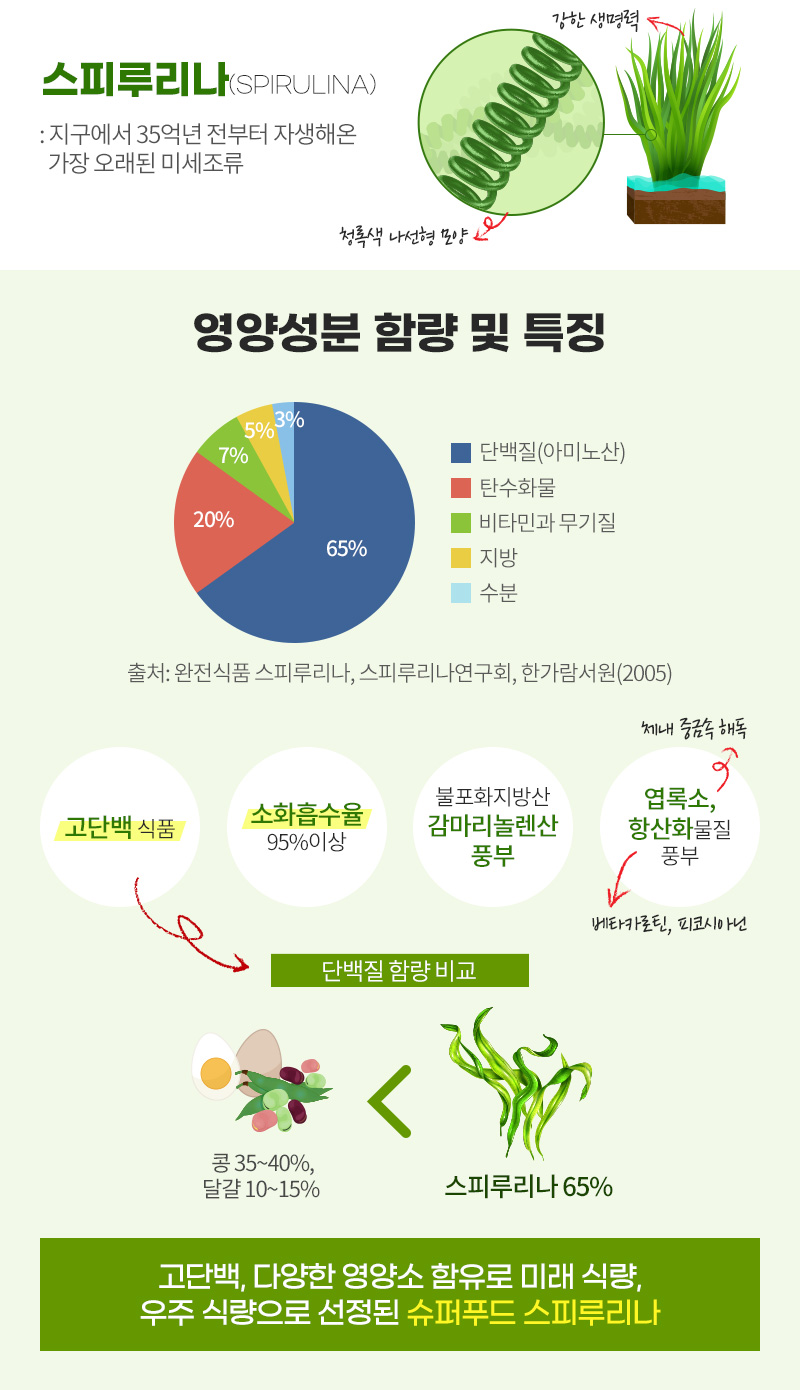 강한 생명력
스피루리나(SPIRULINA)
: 지구에서 35억년 전부터 자생해온
가장 오래된 미세조류
청록색 나선형 모양
영양성분 함량 및 특징
3%
5%
7%
20%
65%
단백질(아미노산)
탄수화물
비타민과 무기질
지방
수분
출처: 완전식품 스피루리나, 스피루리나연구회, 한가람서원(2005)
체내 중금속 해독
고단백 식품
소화흡수율
95%이상
불포화지방산
감마리놀렌산
풍부
엽록소,
항산화물질
풍부
베타카로틴, 피코시아닌
단백질 함량 비교
콩 35~40%,
달걀 10~15%
스피루리나 65%
고단백, 다양한 영양소 함유로 미래 식량,
우주 식량으로 선정된 슈퍼푸드 스피루리나